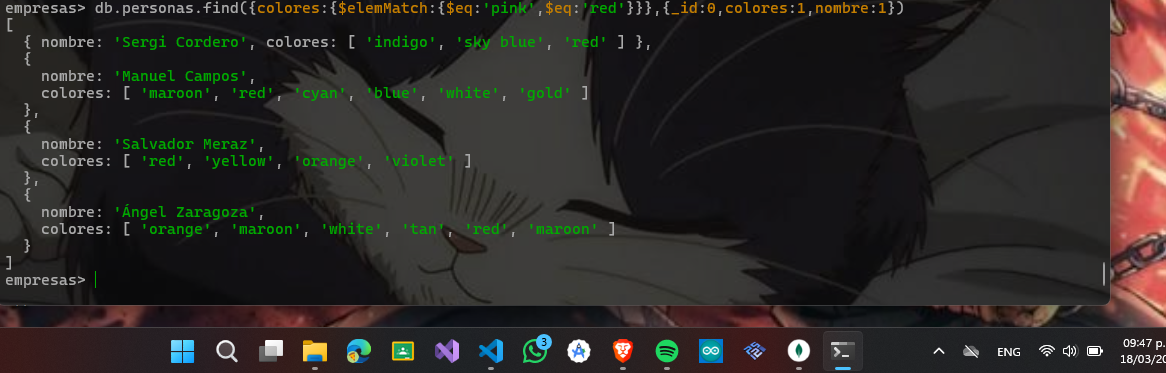 empresas> db.personas.find({colores:{$elemMatch:{$eq:'pink',$eq:'red'}}},{_id:0,colores:1,nombre:1})
[
{ nombre: 'Sergi Cordero', colores: [ 'indigo', 'sky blue', 'red' ] },
{
nombre: 'Manuel Campos',
colores: [ 'maroon', 'red', 'cyan', 'blue', 'white', 'gold' ]
},
{
nombre: 'Salvador Meraz',
colores: [ 'red', 'yellow', 'orange', 'violet' ]
},
{
nombre: 'Ángel Zaragoza',
colores: [ 'orange', 'maroon', 'white', 'tan', 'red', 'maroon' ]
}
]
empresas>
3
ENG
09:47 p.
18/03/20